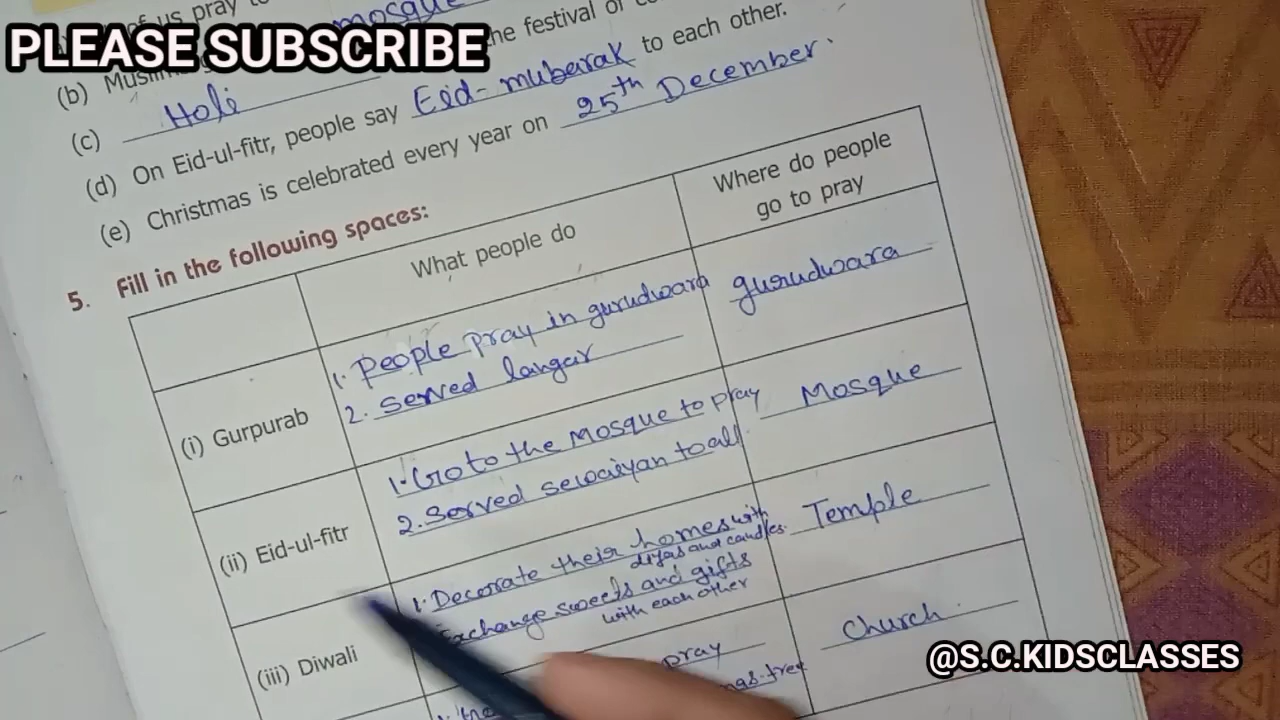 of us pray to
mosque
PLEASE SUBSCRIBE
(b) Muslims
the festival of
(c) Holi
(d) On Eid-ul-fitr, people say Eid-mubarak to each other.
(e) Christmas is celebrated every year on 25th December.
5. Fill in the following spaces:
What people do
Where do people
go to pray
(i) Gurpurab
1. People pray in gurudwara
2. served langar
gurudwara
(ii) Eid-ul-fitr
1. Go to the Mosque to pray
2. Served sewaiyan to all.
Mosque
(iii) Diwali
1. Decorate their homes with
diyas and candles.
Exchange sweets and gifts
with each other
Temple
pray
Church
@S.C.KIDSCLASSES